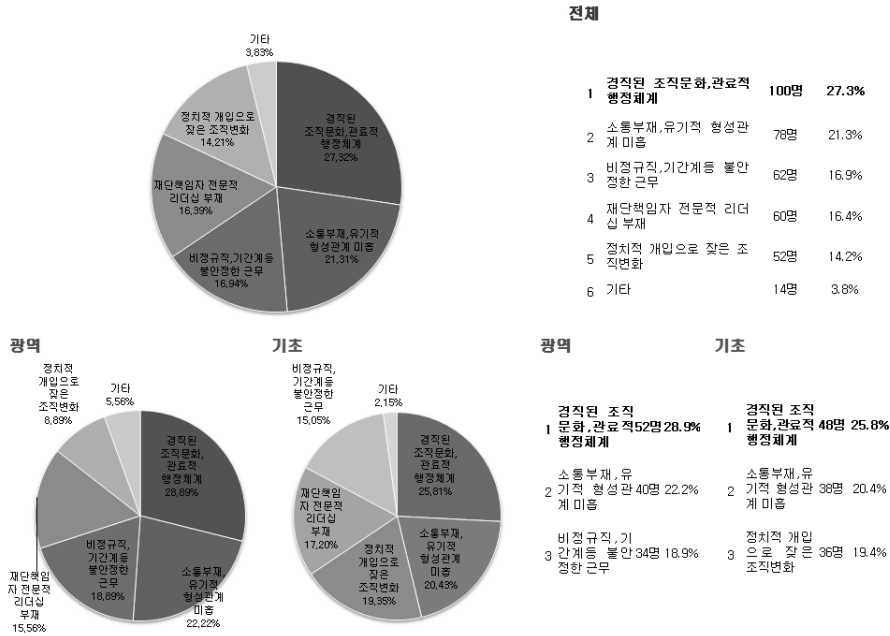 전체
기타
3,83%
경직된
조직문화,관료적
행정체계
27,32%
소통부재,유기적
형성관계 미흡
21,31%
비정규직,기간계등
불안정한 근무
16,94%
재단책임자 전문적
리더십 부재
16,39%
정치적 개입으로
잦은 조직변화
14,21%
1 경직된 조직문화,관료적 100명 27.3%
행정체계
2 소통부재,유기적 형성관 78명 21.3%
계 미흡
3 비정규직,기간계등 불안 62명 16.9%
정한 근무
4 재단책임자 전문적 리더 60명 16.4%
십 부재
5 정치적 개입으로 잦은 조 52명 14.2%
직변화
6 기타 14명 3.8%
광역
정치적
개입으로
잦은
조직변화
8,89%
기타
5,56%
경직된
조직문화,
관료적
행정체계
28,89%
소통부재,
유기적
형성관계
미흡
22,22%
비정규직,
기간계등
불안정한
근무
18,89%
재단책임
자 전문적
리더십
부재
15,56%
기초
비정규직,
기간계등
불안정한
근무
15,05%
기타
2,15%
경직된
조직문화,
관료적
행정체계
25,81%
소통부재,
유기적
형성관계
미흡
20,43%
정치적
개입으로
잦은
조직변화
19,35%
재단책임
자 전문적
리더십
부재
17,20%
광역
경직된 조직
1 문화,관료적 52명 28.9%
행정체계
소통부재,유
2 기적 형성관 40명 22.2%
계 미흡
비정규직,기
3 간계등 불안 34명 18.9%
정한 근무
기초
경직된 조직
1 문화,관료적 48명 25.8%
행정체계
소통부재,유
2 기적 형성관 38명 20.4%
계 미흡
정치적 개입
3 으로 잦은 36명 19.4%
조직변화